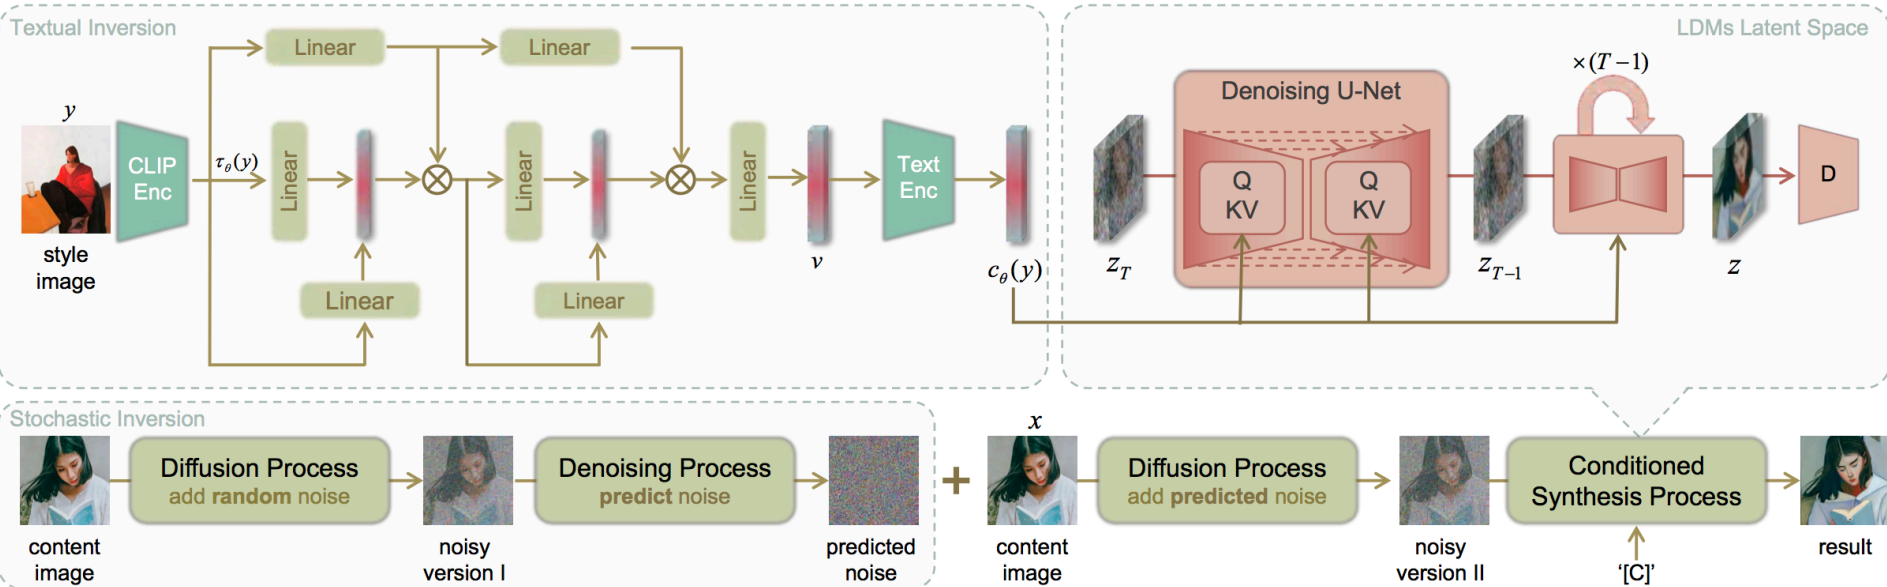 Textual Inversion
LDMs Latent Space
Linear
Linear
×(T−1)
Denoising U-Net
y
CLIP
Enc
τθ(y)
Linear
Linear
Linear
Text
Enc
Q
KV
Q
KV
D
style
image
v
cθ(y)
zT
zT−1
z
Linear
Linear
Stochastic Inversion
x
Diffusion Process
add random noise
Denoising Process
predict noise
+
Diffusion Process
add predicted noise
Conditioned
Synthesis Process
content
image
noisy
version I
predicted
noise
content
image
noisy
version II
'[C]'
result